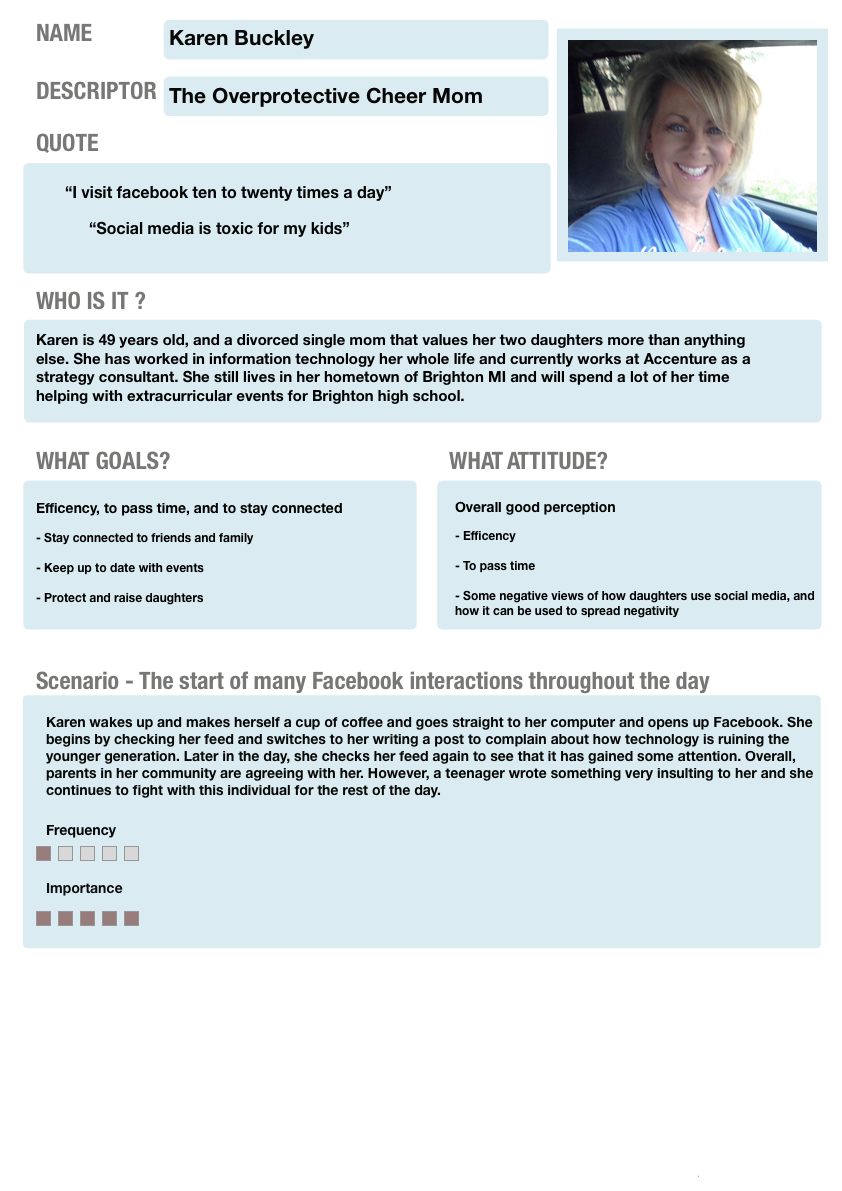 NAME
Karen Buckley
DESCRIPTOR
The Overprotective Cheer Mom
QUOTE
“I visit facebook ten to twenty times a day”
“Social media is toxic for my kids”
WHO IS IT ?
Karen is 49 years old, and a divorced single mom that values her two daughters more than anything
else. She has worked in information technology her whole life and currently works at Accenture as a
strategy consultant. She still lives in her hometown of Brighton MI and will spend a lot of her time
helping with extracurricular events for Brighton high school.
WHAT GOALS?
Efficency, to pass time, and to stay connected
- Stay connected to friends and family
- Keep up to date with events
- Protect and raise daughters
WHAT ATTITUDE?
Overall good perception
- Efficency
- To pass time
- Some negative views of how daughters use social media, and
how it can be used to spread negativity
Scenario - The start of many Facebook interactions throughout the day
Karen wakes up and makes herself a cup of coffee and goes straight to her computer and opens up Facebook. She
begins by checking her feed and switches to her writing a post to complain about how technology is ruining the
younger generation. Later in the day, she checks her feed again to see that it has gained some attention. Overall,
parents in her community are agreeing with her. However, a teenager wrote something very insulting to her and she
continues to fight with this individual for the rest of the day.
Frequency
Importance